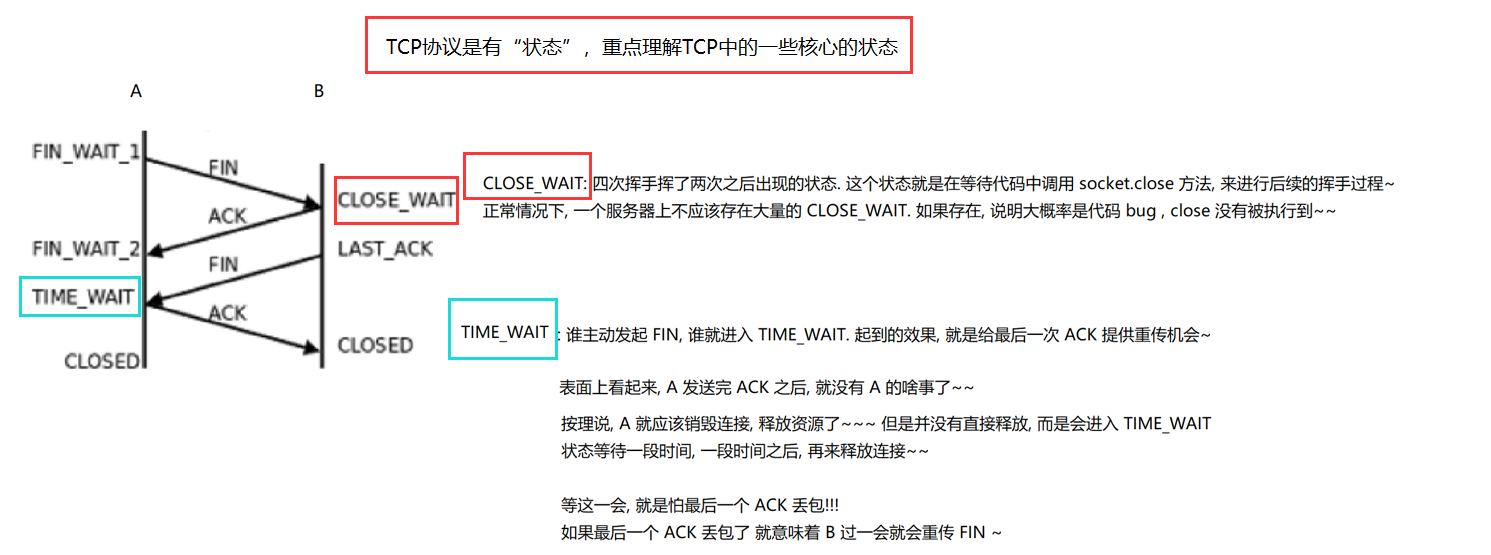 TCP协议是有“状态”，重点理解TCP中的一些核心的状态
A
B
FIN_WAIT_1
FIN
CLOSE_WAIT
CLOSE_WAIT: 四次挥手挥了两次之后出现的状态. 这个状态就是在等待代码中调用 socket.close 方法, 来进行后续的挥手过程~
正常情况下, 一个服务器上不应该存在大量的 CLOSE_WAIT. 如果存在, 说明大概率是代码 bug , close 没有被执行到~~
ACK
FIN_WAIT_2
LAST_ACK
FIN
TIME_WAIT
ACK
TIME_WAIT : 谁主动发起 FIN, 谁就进入 TIME_WAIT. 起到的效果, 就是给最后一次 ACK 提供重传机会~
CLOSED
CLOSED
表面上看起来, A 发送完 ACK 之后, 就没有 A 的啥事了~~
按理说, A 就应该销毁连接, 释放资源了~~~ 但是并没有直接释放, 而是会进入 TIME_WAIT
状态等待一段时间, 一段时间之后, 再来释放连接~~
等这一会, 就是怕最后一个 ACK 丢包!!!
如果最后一个 ACK 丢包了 就意味着 B 过一会就会重传 FIN ~